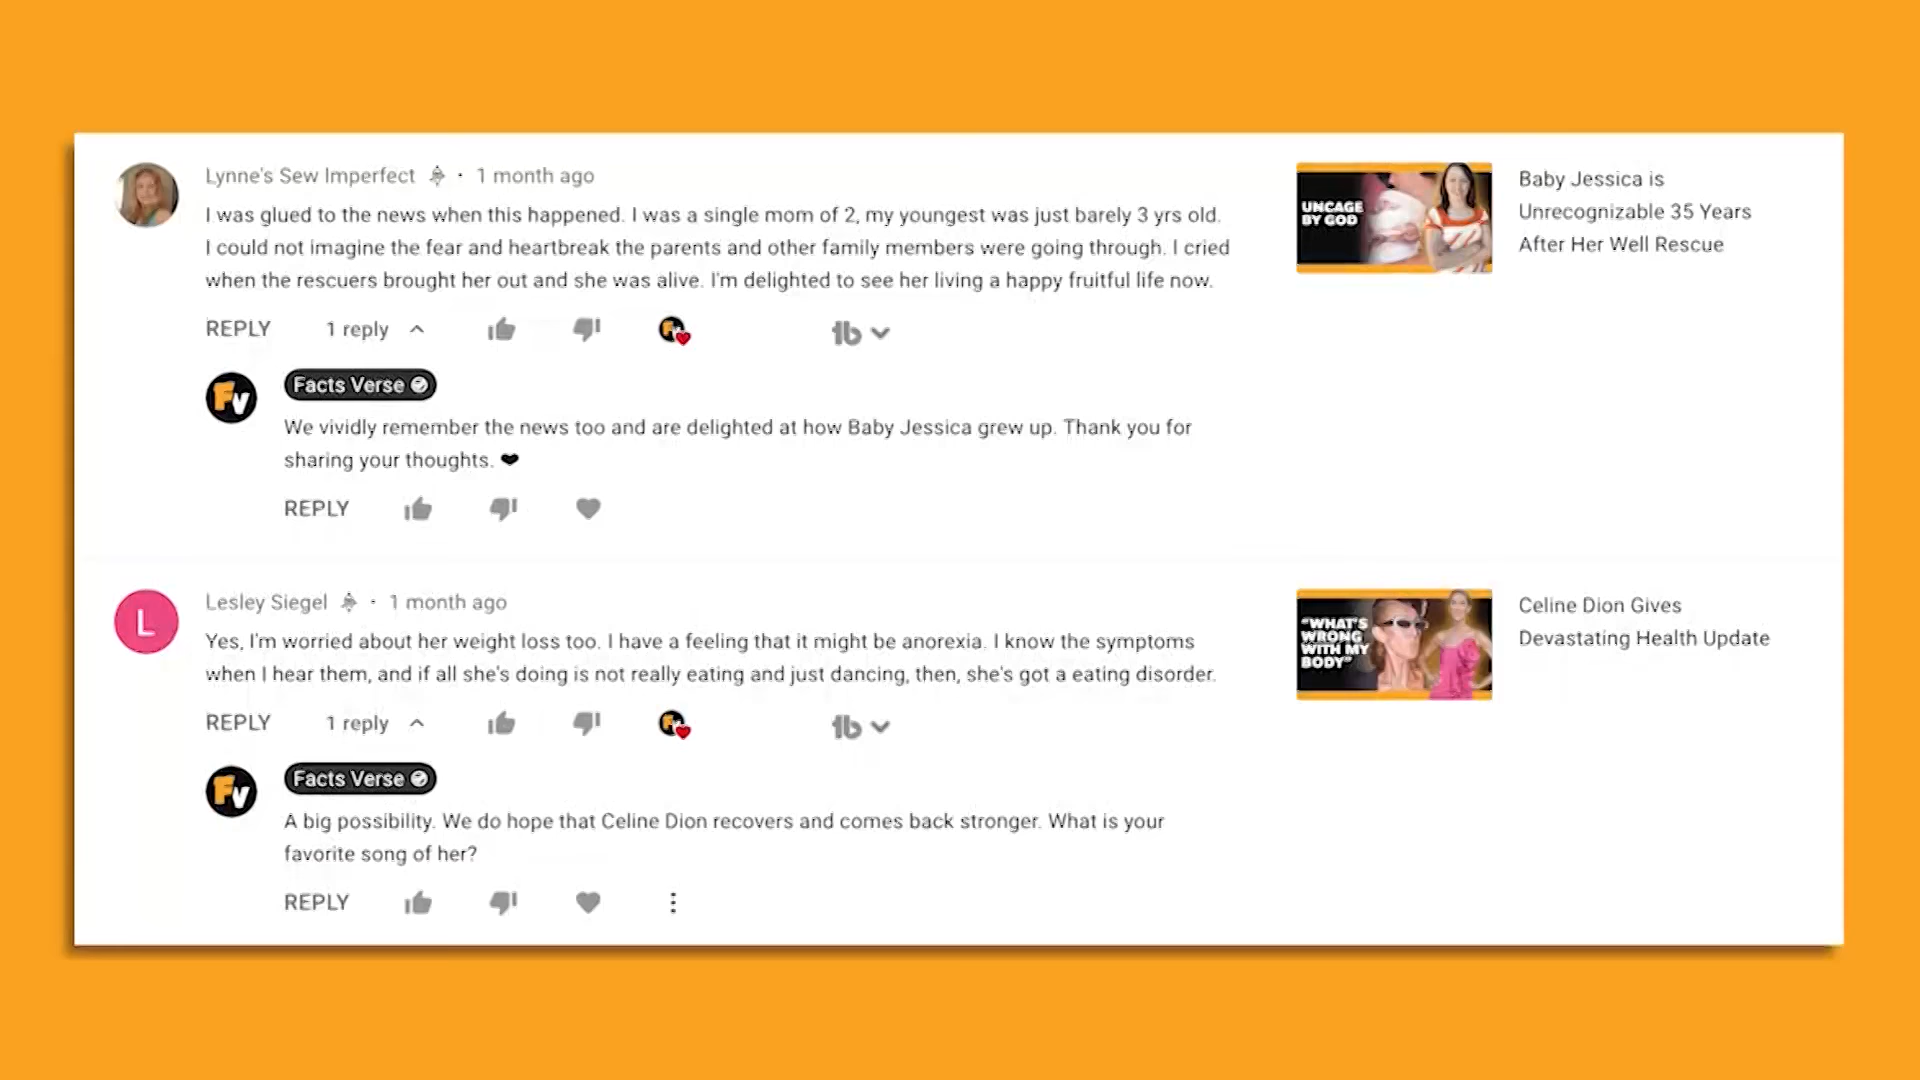 Lynne's Sew Imperfect · 1 month ago
I was glued to the news when this happened. I was a single mom of 2, my youngest was just barely 3 yrs old.
I could not imagine the fear and heartbreak the parents and other family members were going through. I cried
when the rescuers brought her out and she was alive. I'm delighted to see her living a happy fruitful life now.
REPLY 1 reply
UNCAGE
BY GOD
Baby Jessica is
Unrecognizable 35 Years
After Her Well Rescue
Fv
Facts Verse
We vividly remember the news too and are delighted at how Baby Jessica grew up. Thank you for
sharing your thoughts. ❤
REPLY
L
Lesley Siegel · 1 month ago
Yes, I'm worried about her weight loss too. I have a feeling that it might be anorexia. I know the symptoms
when I hear them, and if all she's doing is not really eating and just dancing, then, she's got a eating disorder.
REPLY 1 reply
"WHAT'S
WRONG
WITH MY
BODY"
Celine Dion Gives
Devastating Health Update
Fv
Facts Verse
A big possibility. We do hope that Celine Dion recovers and comes back stronger. What is your
favorite song of her?
REPLY